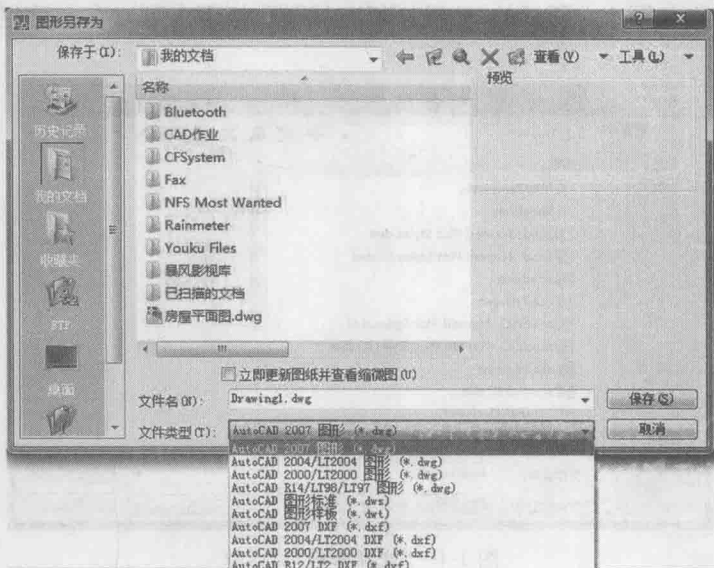 图形另存为
保存于(I):
我的文档
查看(V)
工具(L)
名称
预览
历史记录
Bluetooth
CAD作业
CFSystem
我的文档
Fax
NFS Most Wanted
Rainmeter
收藏夹
Youku Files
暴风影视库
FTP
已扫描的文档
房屋平面图.dwg
桌面
立即更新图纸并查看缩微图(U)
文件名(N):
Drawing1.dwg
保存(S)
文件类型(T):
AutoCAD 2007 图形 (*.dwg)
取消
AutoCAD 2007 图形 (*.dwg)
AutoCAD 2004/LT2004 图形 (*.dwg)
AutoCAD 2000/LT2000 图形 (*.dwg)
AutoCAD R14/LT98/LT97 图形 (*.dwg)
AutoCAD 图形标准 (*.dws)
AutoCAD 图形样板 (*.dwt)
AutoCAD 2007 DXF (*.dxf)
AutoCAD 2004/LT2004 DXF (*.dxf)
AutoCAD 2000/LT2000 DXF (*.dxf)
AutoCAD R12/LT2 DXF (*.dxf)